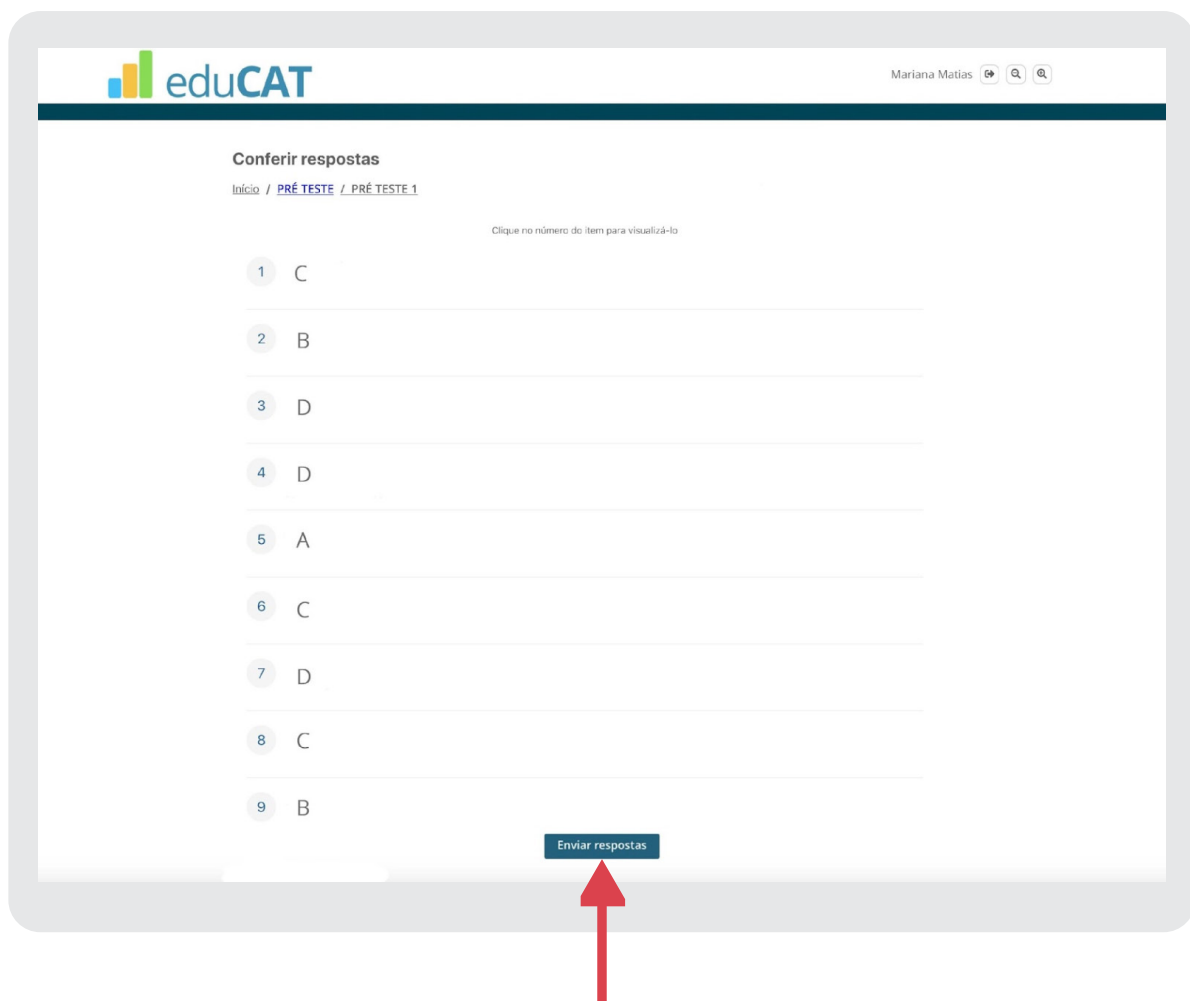 eduCAT
Mariana Matias
Conferir respostas
Início / PRÉ TESTE / PRÉ TESTE 1
Clique no número do item para visualizá-lo
1 C
2 B
3 D
4 D
5 A
6 C
7 D
8 C
9 B
Enviar respostas